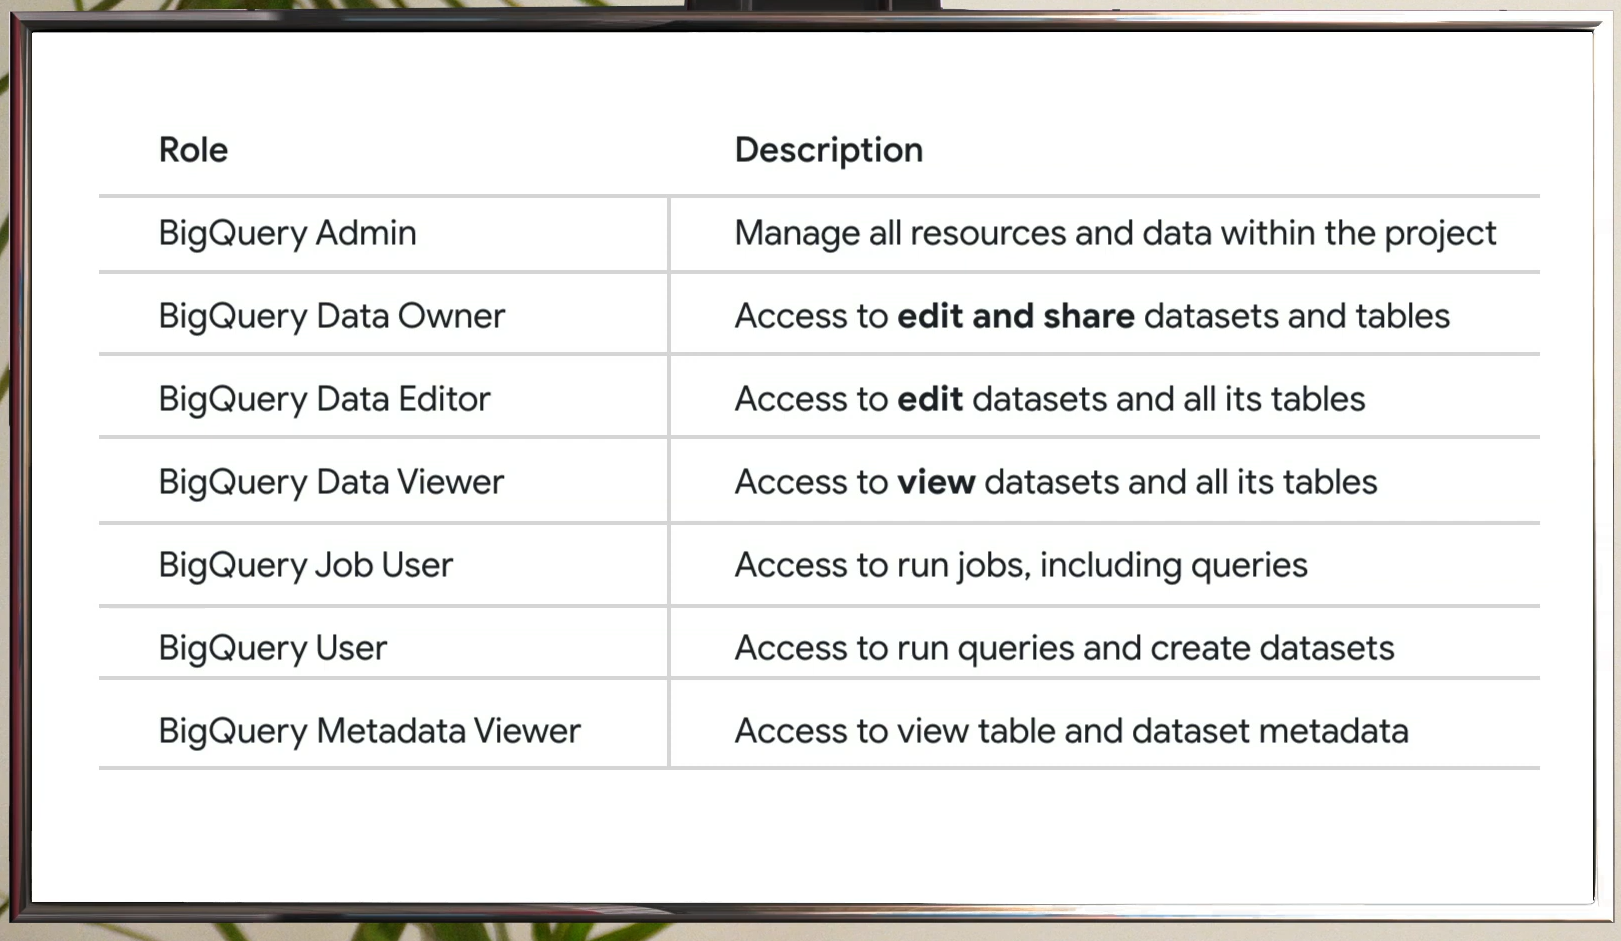 Role Description
BigQuery Admin Manage all resources and data within the project
BigQuery Data Owner Access to edit and share datasets and tables
BigQuery Data Editor Access to edit datasets and all its tables
BigQuery Data Viewer Access to view datasets and all its tables
BigQuery Job User Access to run jobs, including queries
BigQuery User Access to run queries and create datasets
BigQuery Metadata Viewer Access to view table and dataset metadata